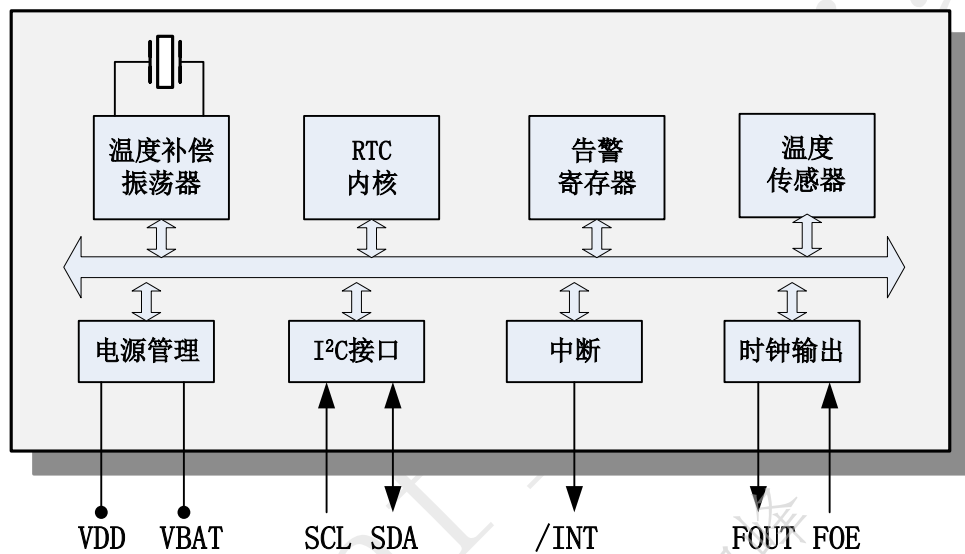 温度补偿
振荡器
RTC
内核
告警
寄存器
温度
传感器
电源管理
I²C接口
中断
时钟输出
VDD
VBAT
SCL
SDA
/INT
FOUT
FOE